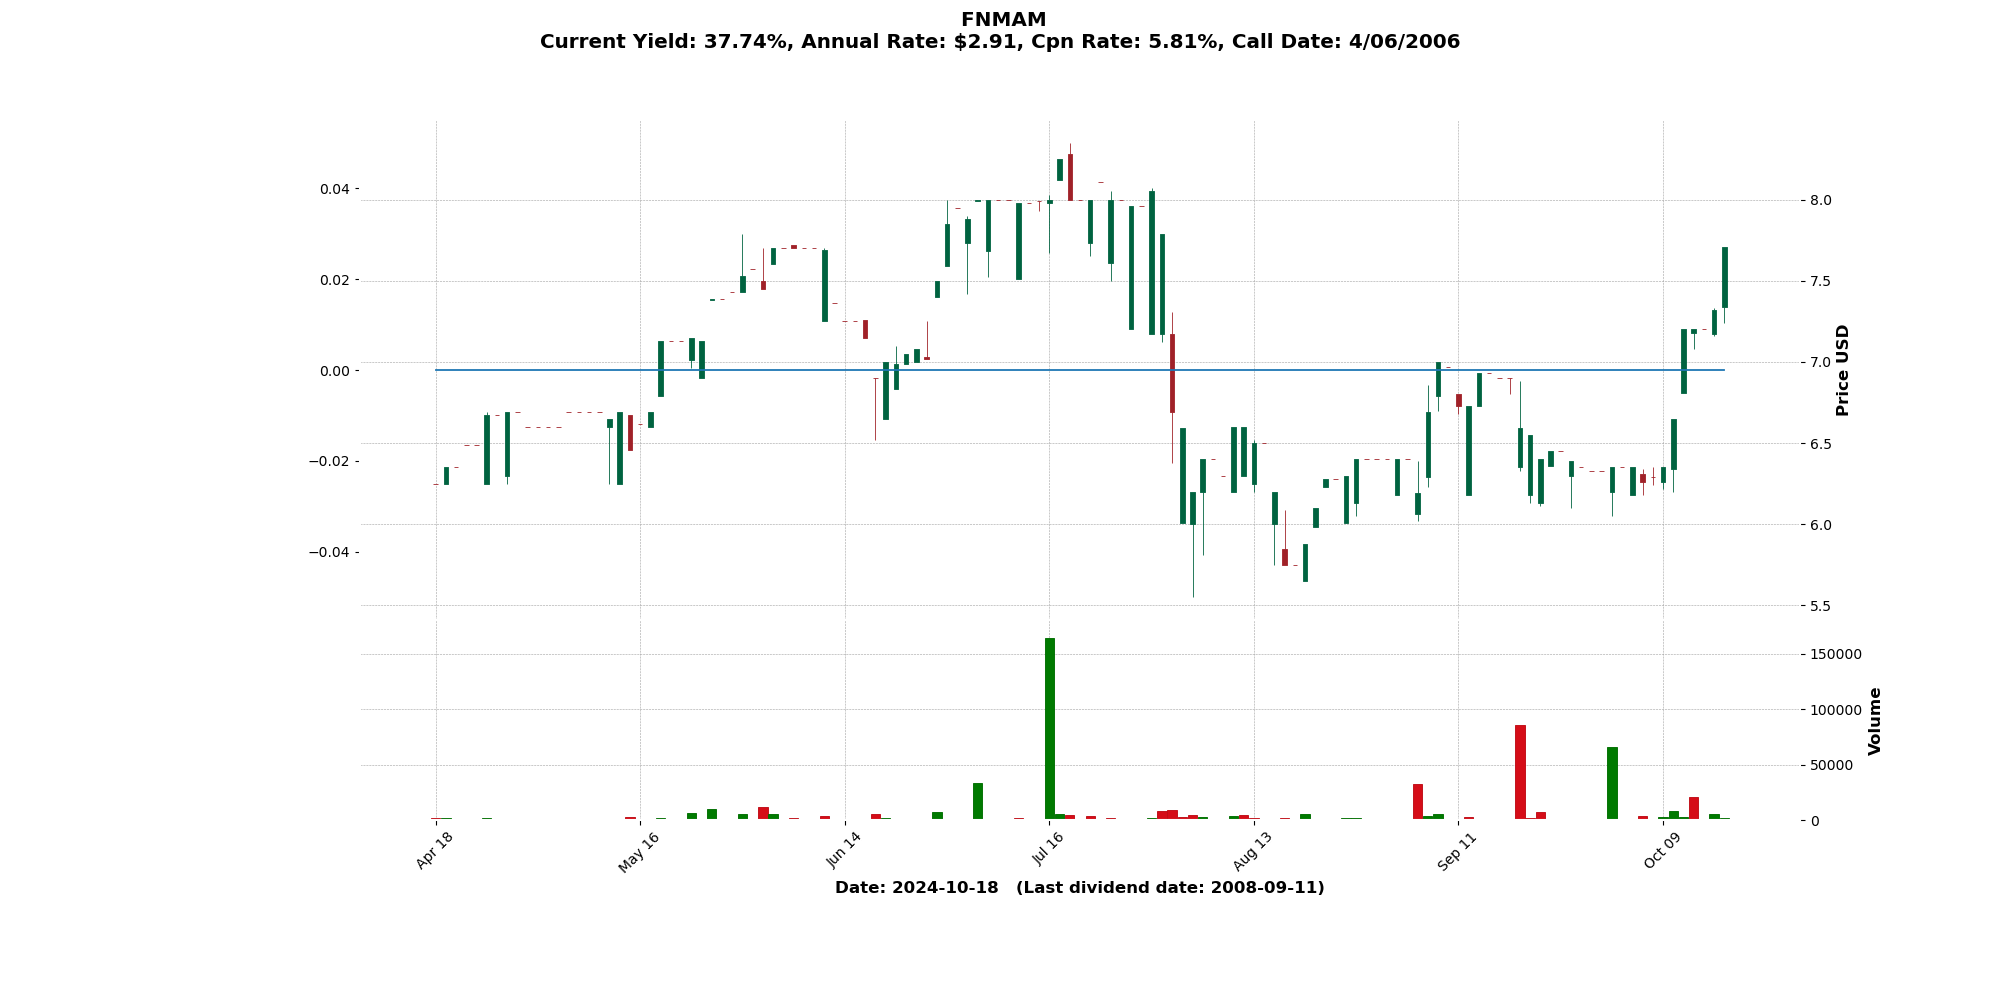 FNMAM
Current Yield: 37.74%, Annual Rate: $2.91, Cpn Rate: 5.81%, Call Date: 4/06/2006
0.04
0.02
0.00
−0.02
−0.04
8.0
7.5
7.0
6.5
6.0
5.5
Price USD
150000
100000
50000
0
Volume
Apr 18
May 16
Jun 14
Jul 16
Aug 13
Sep 11
Oct 09
Date: 2024-10-18 (Last dividend date: 2008-09-11)